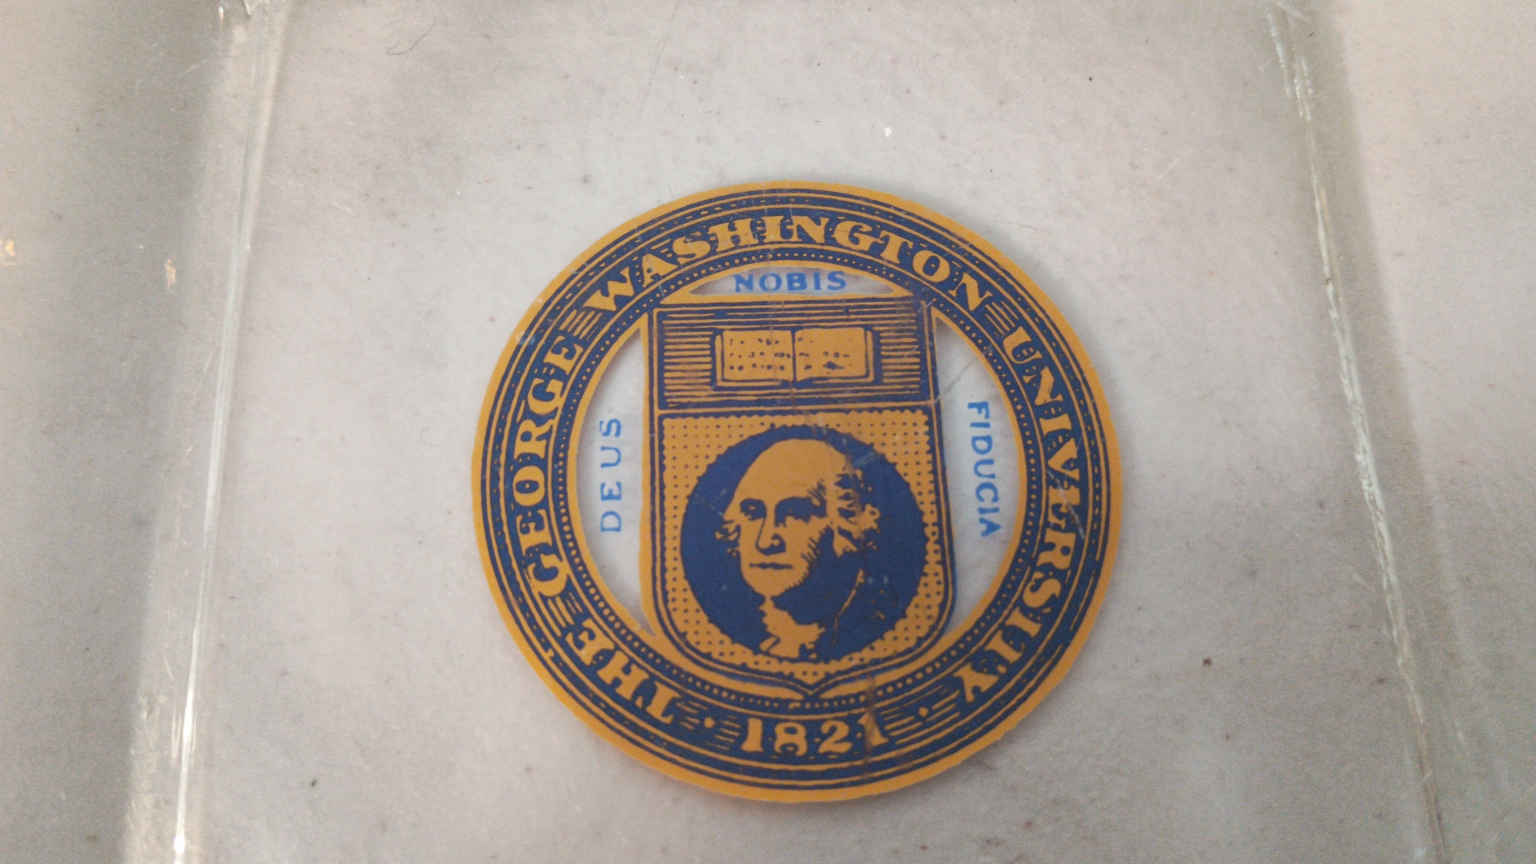 THE GEORGE WASHINGTON UNIVERSITY
1821
DEUS
NOBIS
FIDUCIA